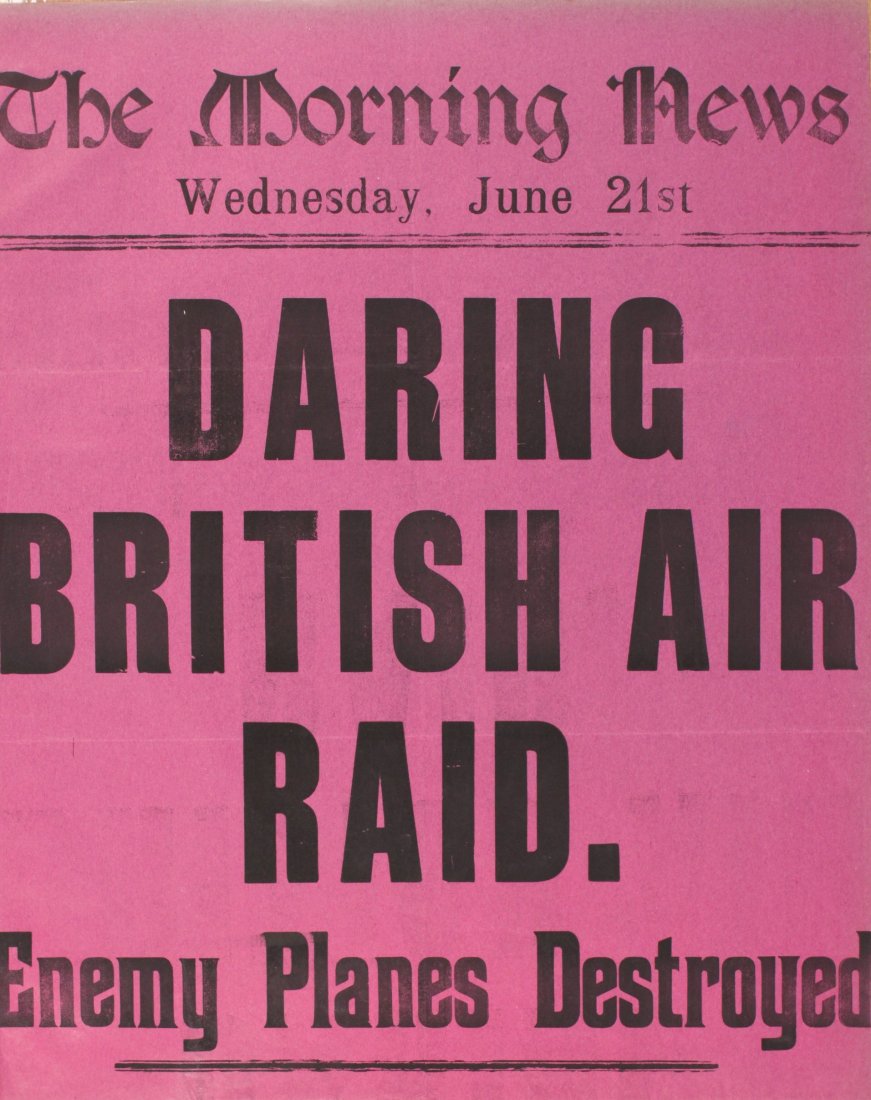 The Morning News
Wednesday, June 21st
DARING
BRITISH AIR
RAID.
Enemy Planes Destroyed